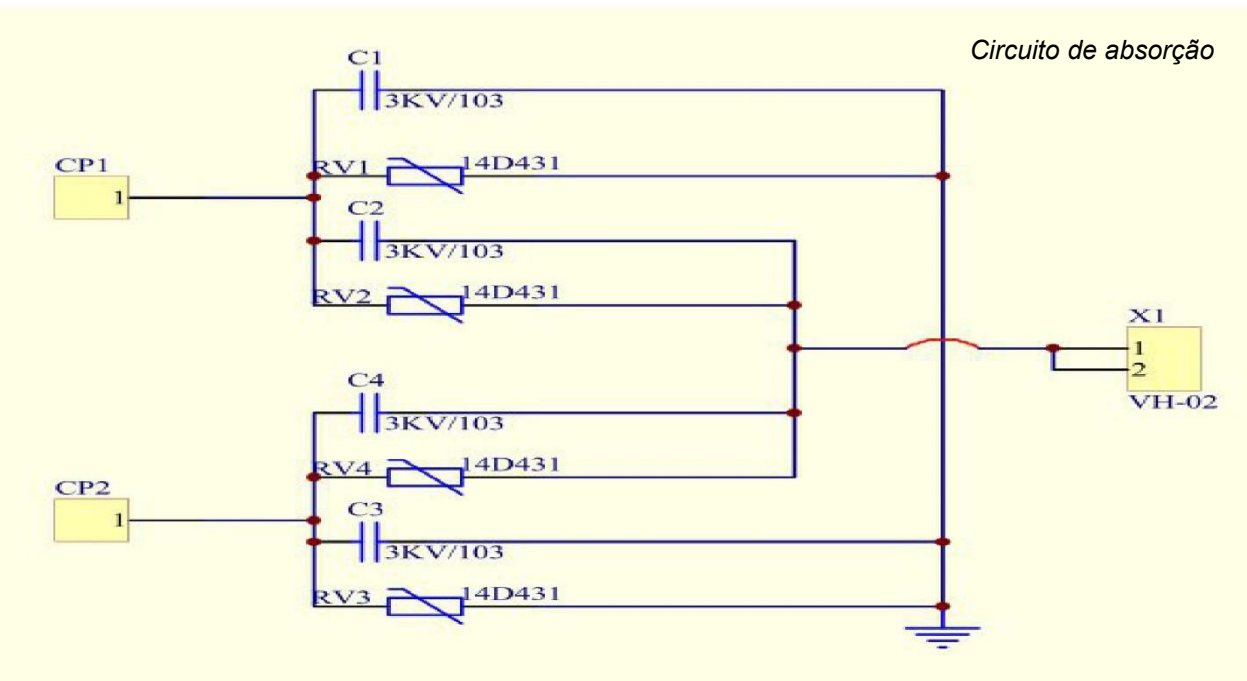 Circuito de absorção
C1
3KV/103
RV1 14D431
CP1
1
C2
3KV/103
RV2 14D431
X1
1
2
VH-02
C4
3KV/103
RV4 14D431
CP2
1
C3
3KV/103
RV3 14D431